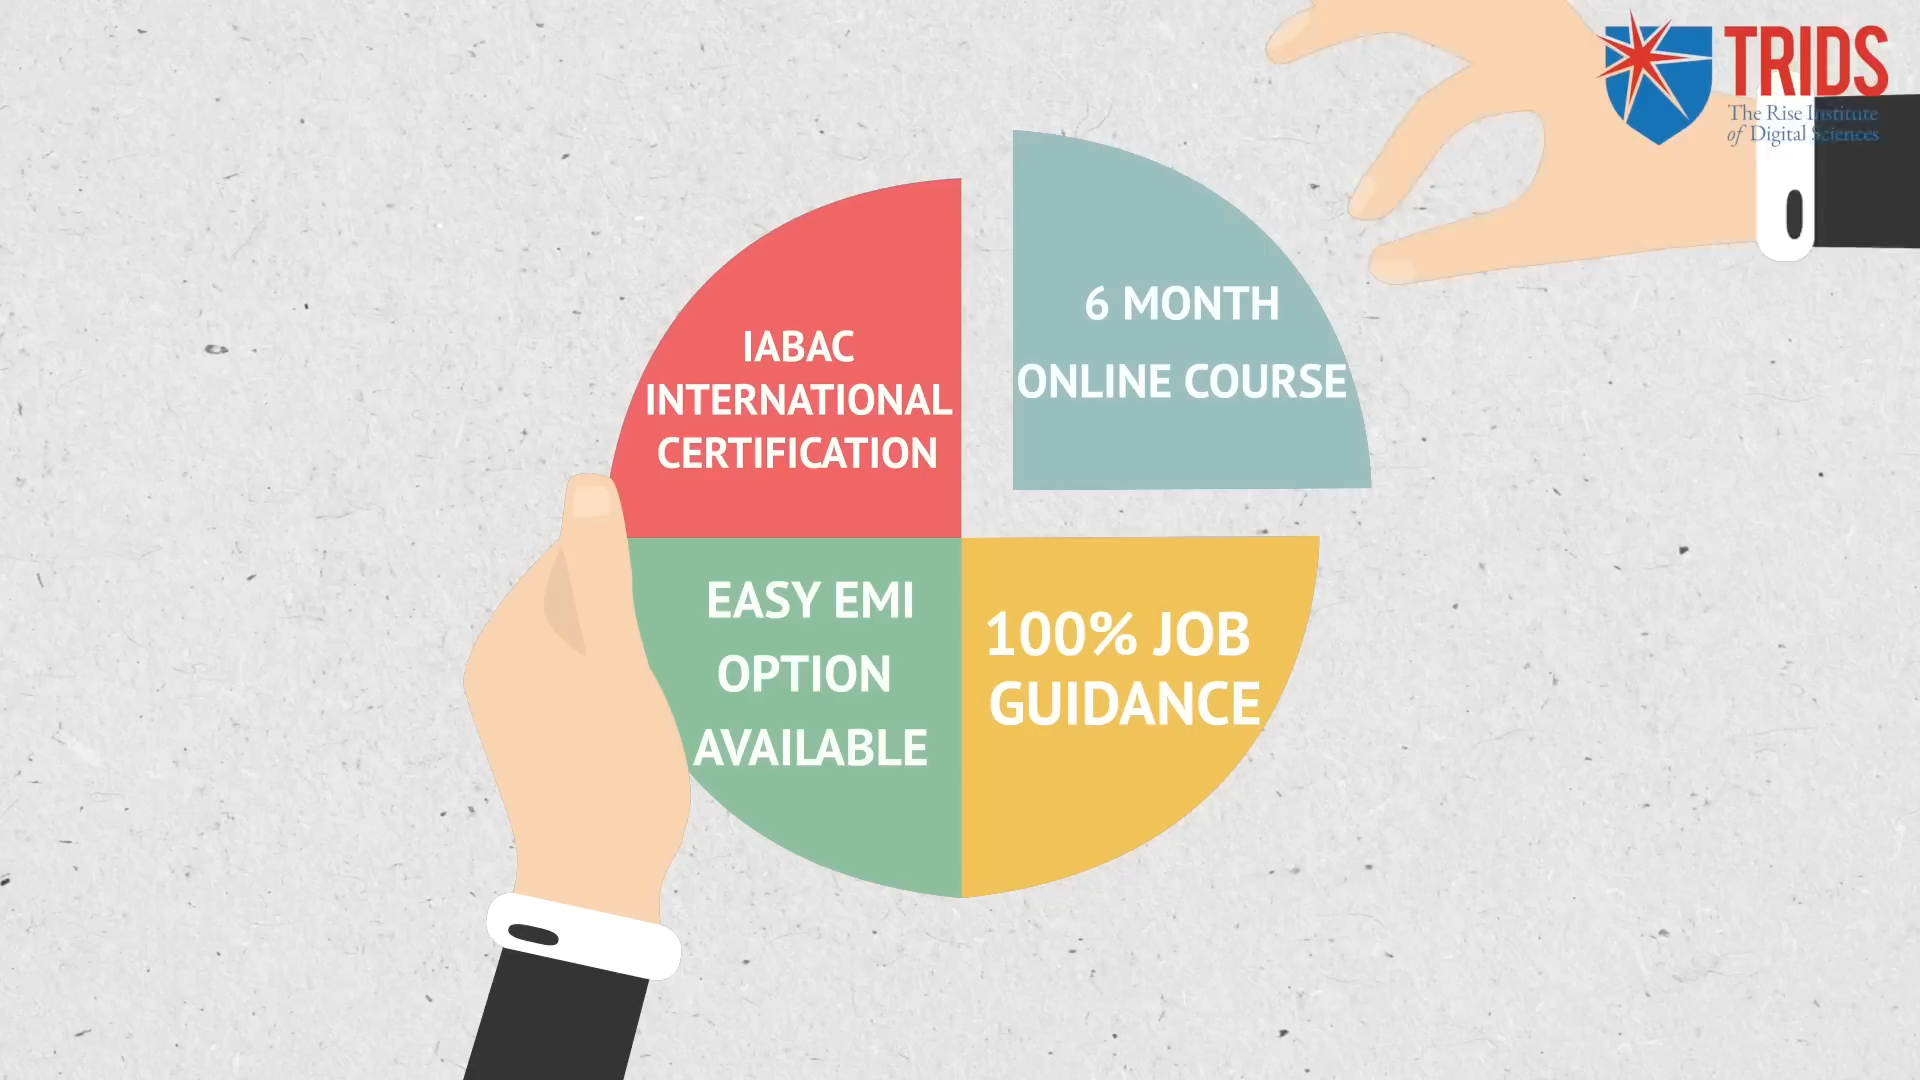 TRIDS
The Rise Institute
of Digital Sciences
IABAC
INTERNATIONAL
CERTIFICATION
6 MONTH
ONLINE COURSE
EASY EMI
OPTION
AVAILABLE
100% JOB
GUIDANCE